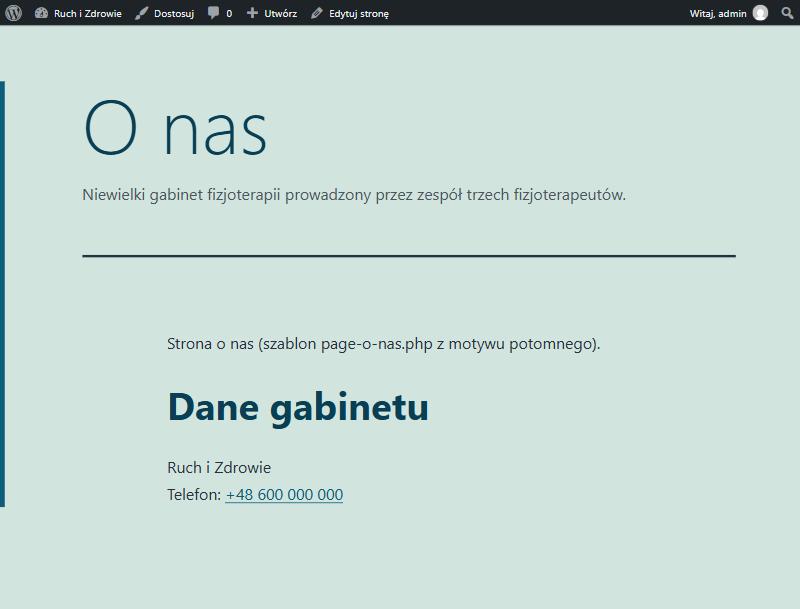 Ruch i Zdrowie Dostosuj 0 Utwórz Edytuj stronę Witaj, admin
O nas
Niewielki gabinet fizjoterapii prowadzony przez zespół trzech fizjoterapeutów.
Strona o nas (szablon page-o-nas.php z motywu potomnego).
Dane gabinetu
Ruch i Zdrowie
Telefon: +48 600 000 000